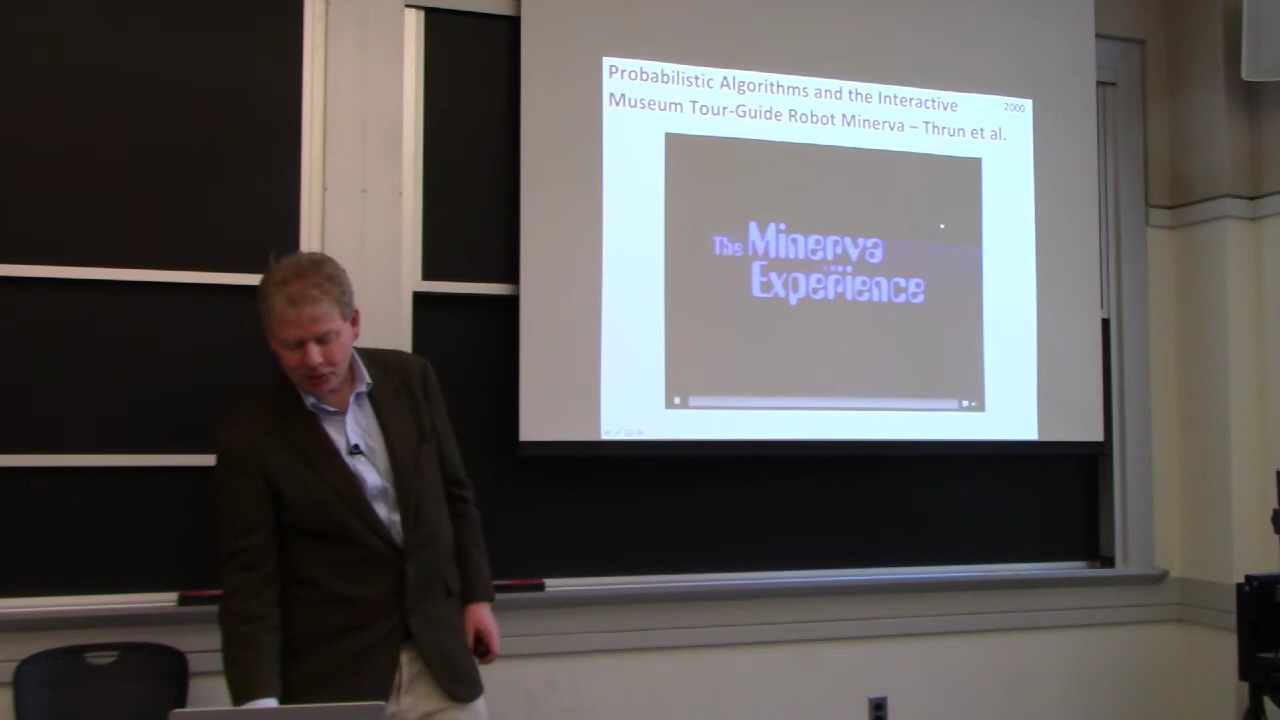 Probabilistic Algorithms and the Interactive
Museum Tour-Guide Robot Minerva – Thrun et al.
2000
The Minerva
Experience